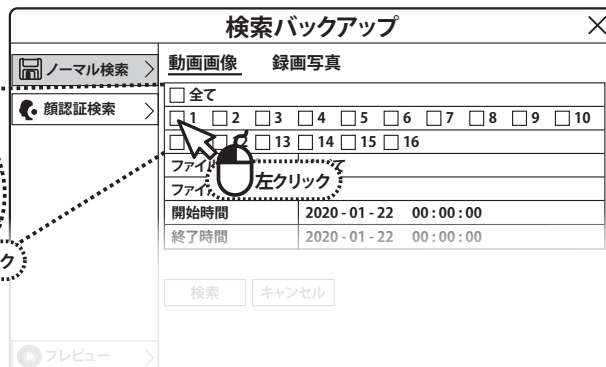 検索バックアップ
ノーマル検索
顔認証検索
動画画像 録画写真
全て
1 2 3 4 5 6 7 8 9 10
13 14 15 16
ファイル
ファイ
左クリック
開始時間 2020 - 01 - 22 00 : 00 : 00
終了時間 2020 - 01 - 22 00 : 00 : 00
ク
検索 キャンセル
プレビュー